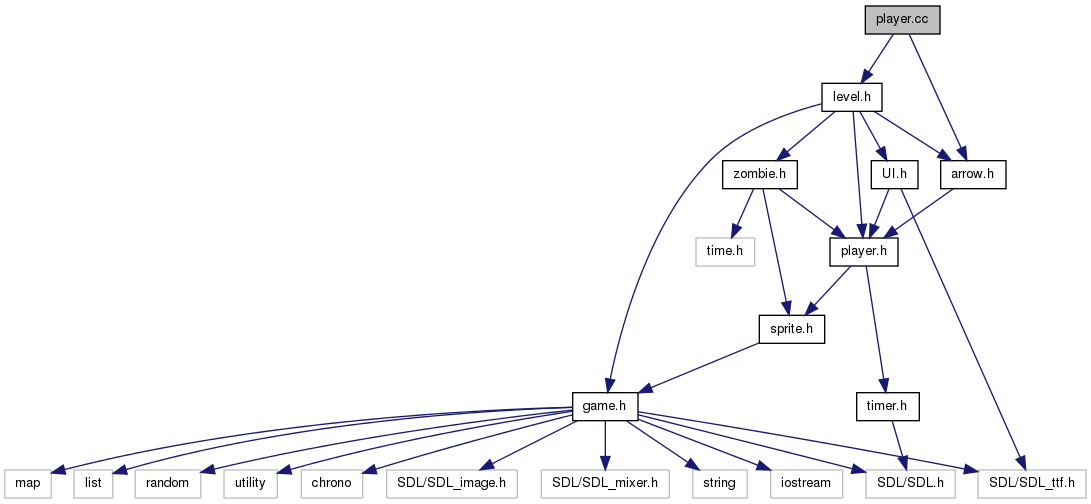 player.cc
level.h
zombie.h
UI.h
arrow.h
time.h
player.h
sprite.h
game.h
timer.h
map
list
random
utility
chrono
SDL/SDL_image.h
SDL/SDL_mixer.h
string
iostream
SDL/SDL.h
SDL/SDL_ttf.h